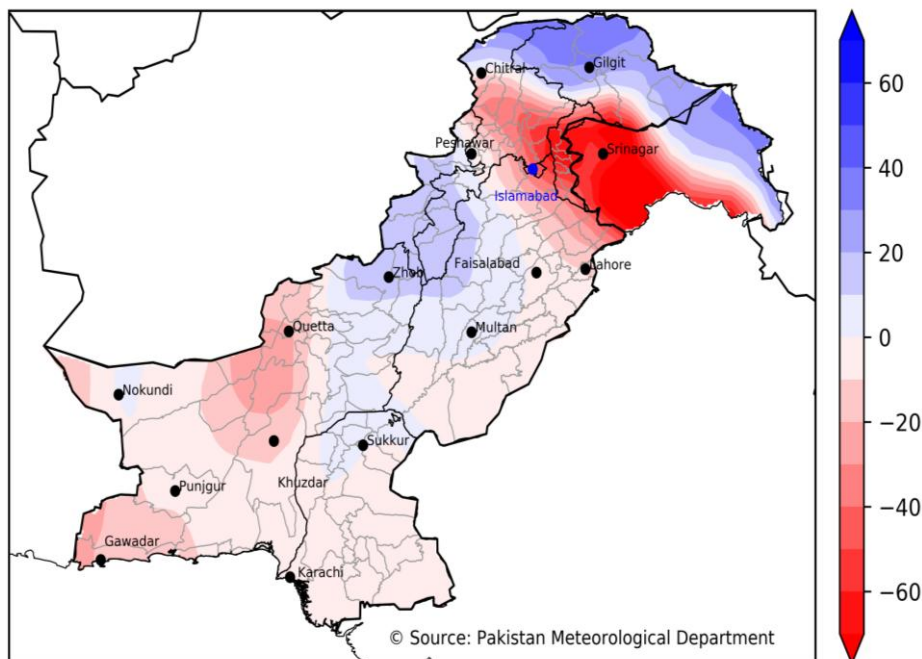 Chitral
Gilgit
Peshawar
Srinagar
Islamabad
Zhob
Faisalabad
Lahore
Quetta
Multan
Nokundi
Sukkur
Khuzdar
Punjgur
Gawadar
Karachi
© Source: Pakistan Meteorological Department
60
40
20
0
−20
−40
−60